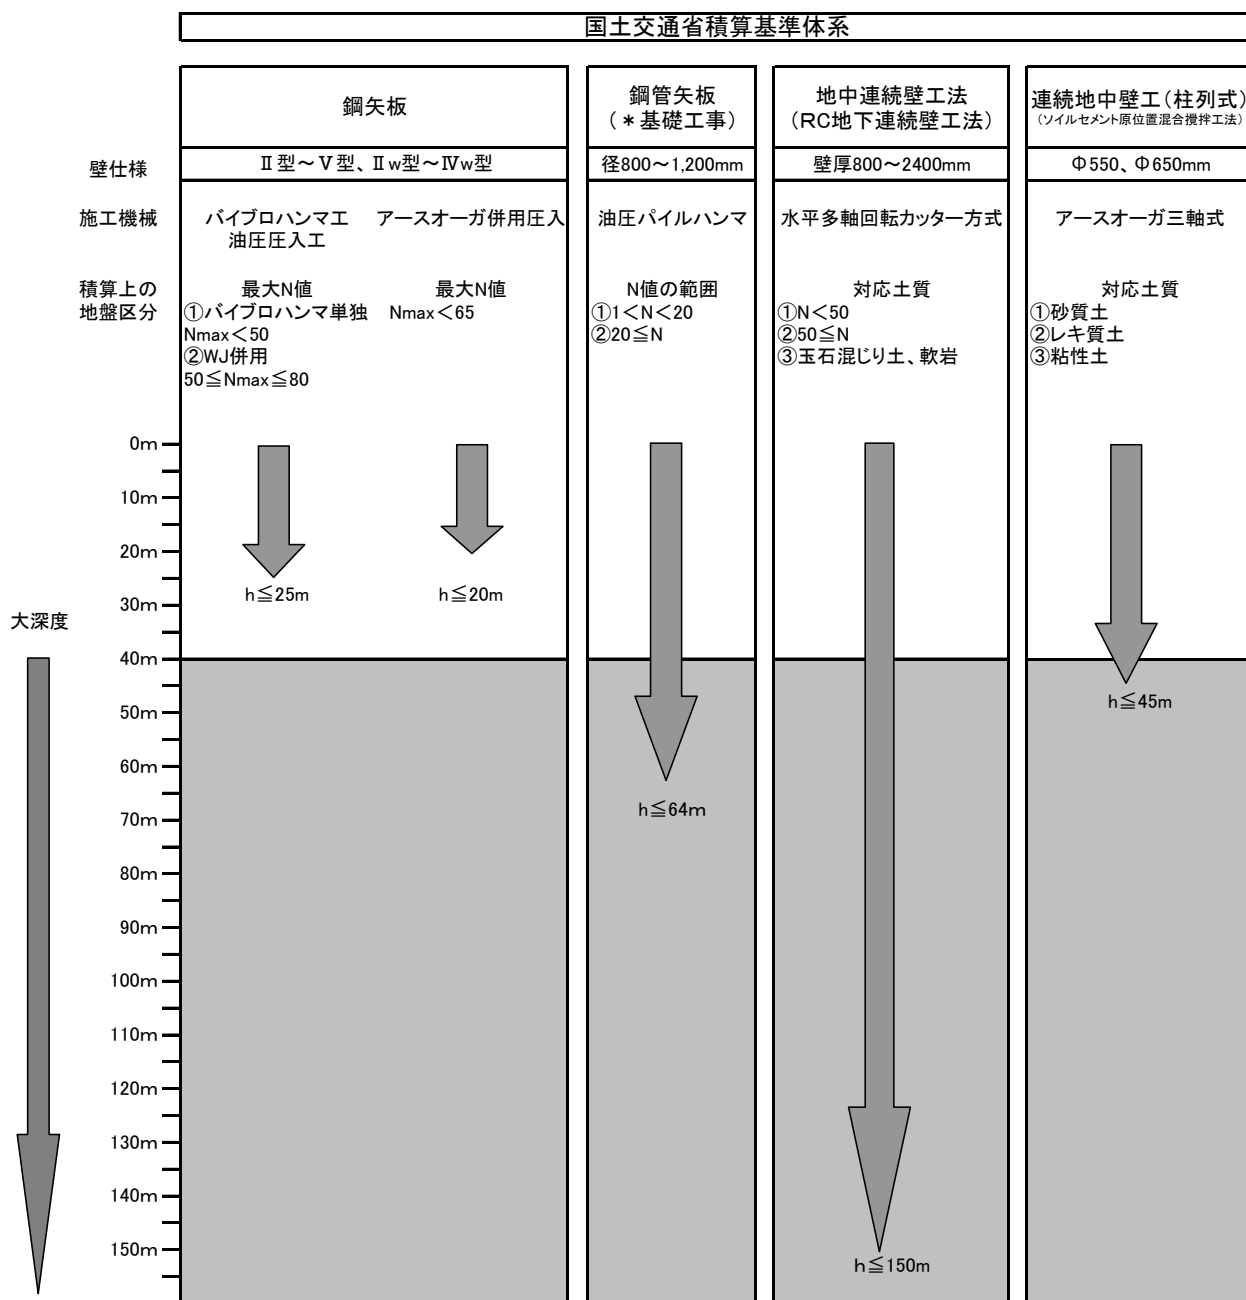 国土交通省積算基準体系
鋼矢板
鋼管矢板
(＊基礎工事)
地中連続壁工法
(RC地下連続壁工法)
連続地中壁工(柱列式)
(ソイルセメント原位置混合攪拌工法)
壁仕様
Ⅱ型～Ⅴ型、Ⅱw型～Ⅳw型
径800～1,200mm
壁厚800～2400mm
Φ550、Φ650mm
施工機械
バイブロハンマ工
油圧圧入工
アースオーガ併用圧入
油圧パイルハンマ
水平多軸回転カッター方式
アースオーガ三軸式
積算上の
地盤区分
最大N値
①バイブロハンマ単独
Nmax＜50
②WJ併用
50≦Nmax≦80
最大N値
Nmax＜65
N値の範囲
①1＜N＜20
②20≦N
対応土質
①N＜50
②50≦N
③玉石混じり土、軟岩
対応土質
①砂質土
②レキ質土
③粘性土
0m
10m
20m
30m
40m
50m
60m
70m
80m
90m
100m
110m
120m
130m
140m
150m
大深度
h≦25m
h≦20m
h≦64m
h≦150m
h≦45m